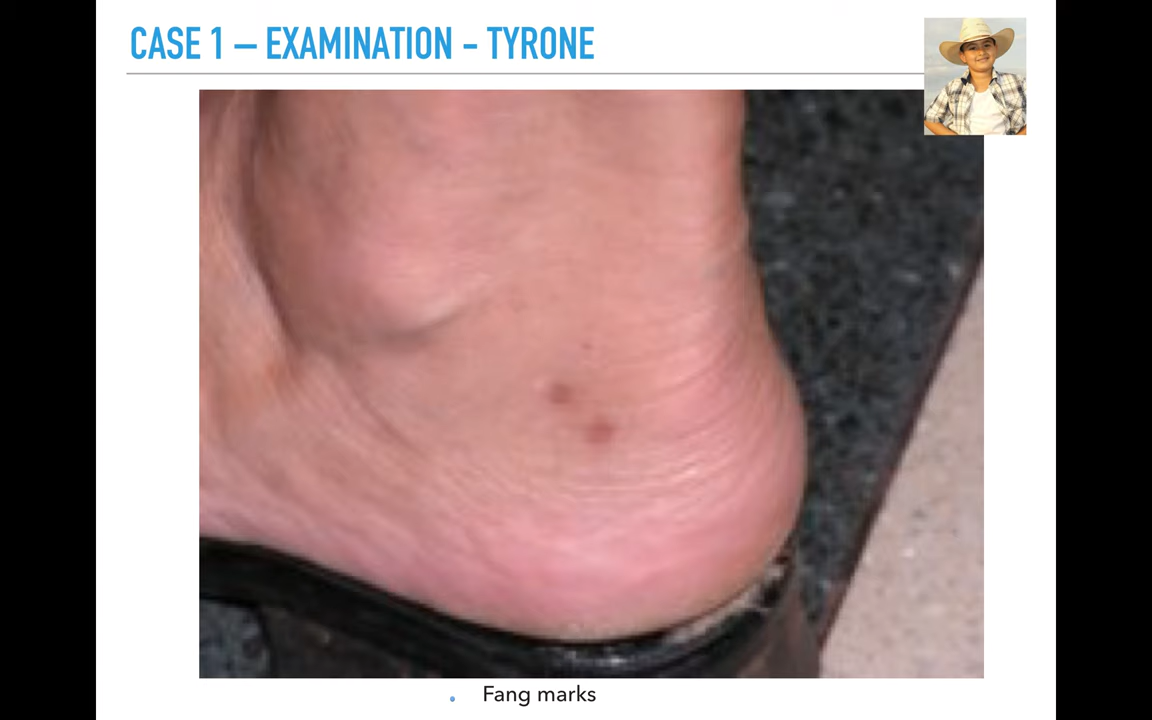 CASE 1 – EXAMINATION - TYRONE
• Fang marks